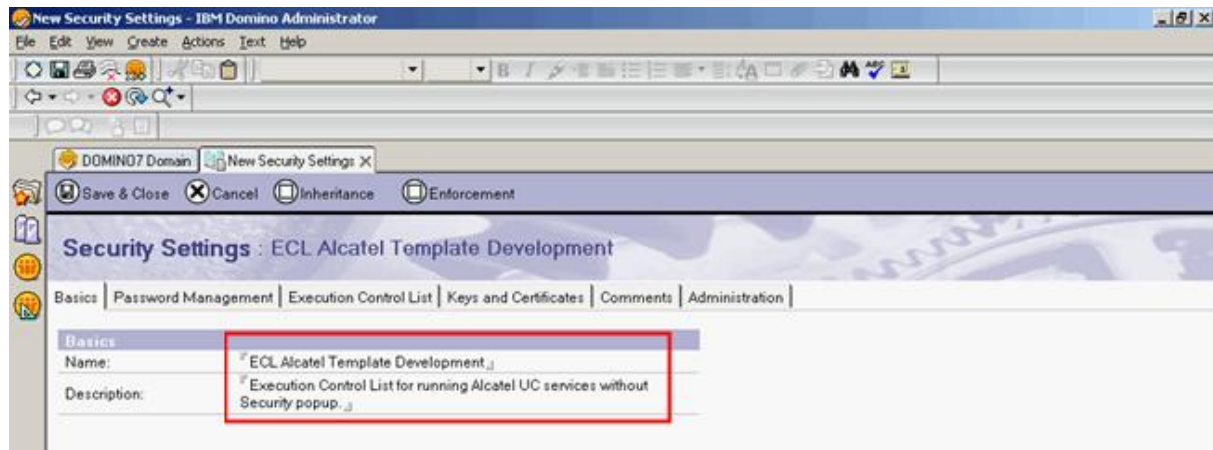 New Security Settings - IBM Domino Administrator
File Edit View Create Actions Text Help
DOMINO7 Domain New Security Settings
Save & Close Cancel Inheritance Enforcement
Security Settings : ECL Alcatel Template Development
Basics Password Management Execution Control List Keys and Certificates Comments Administration
Basics
Name: ECL Alcatel Template Development
Description: Execution Control List for running Alcatel UC services without
Security popup.